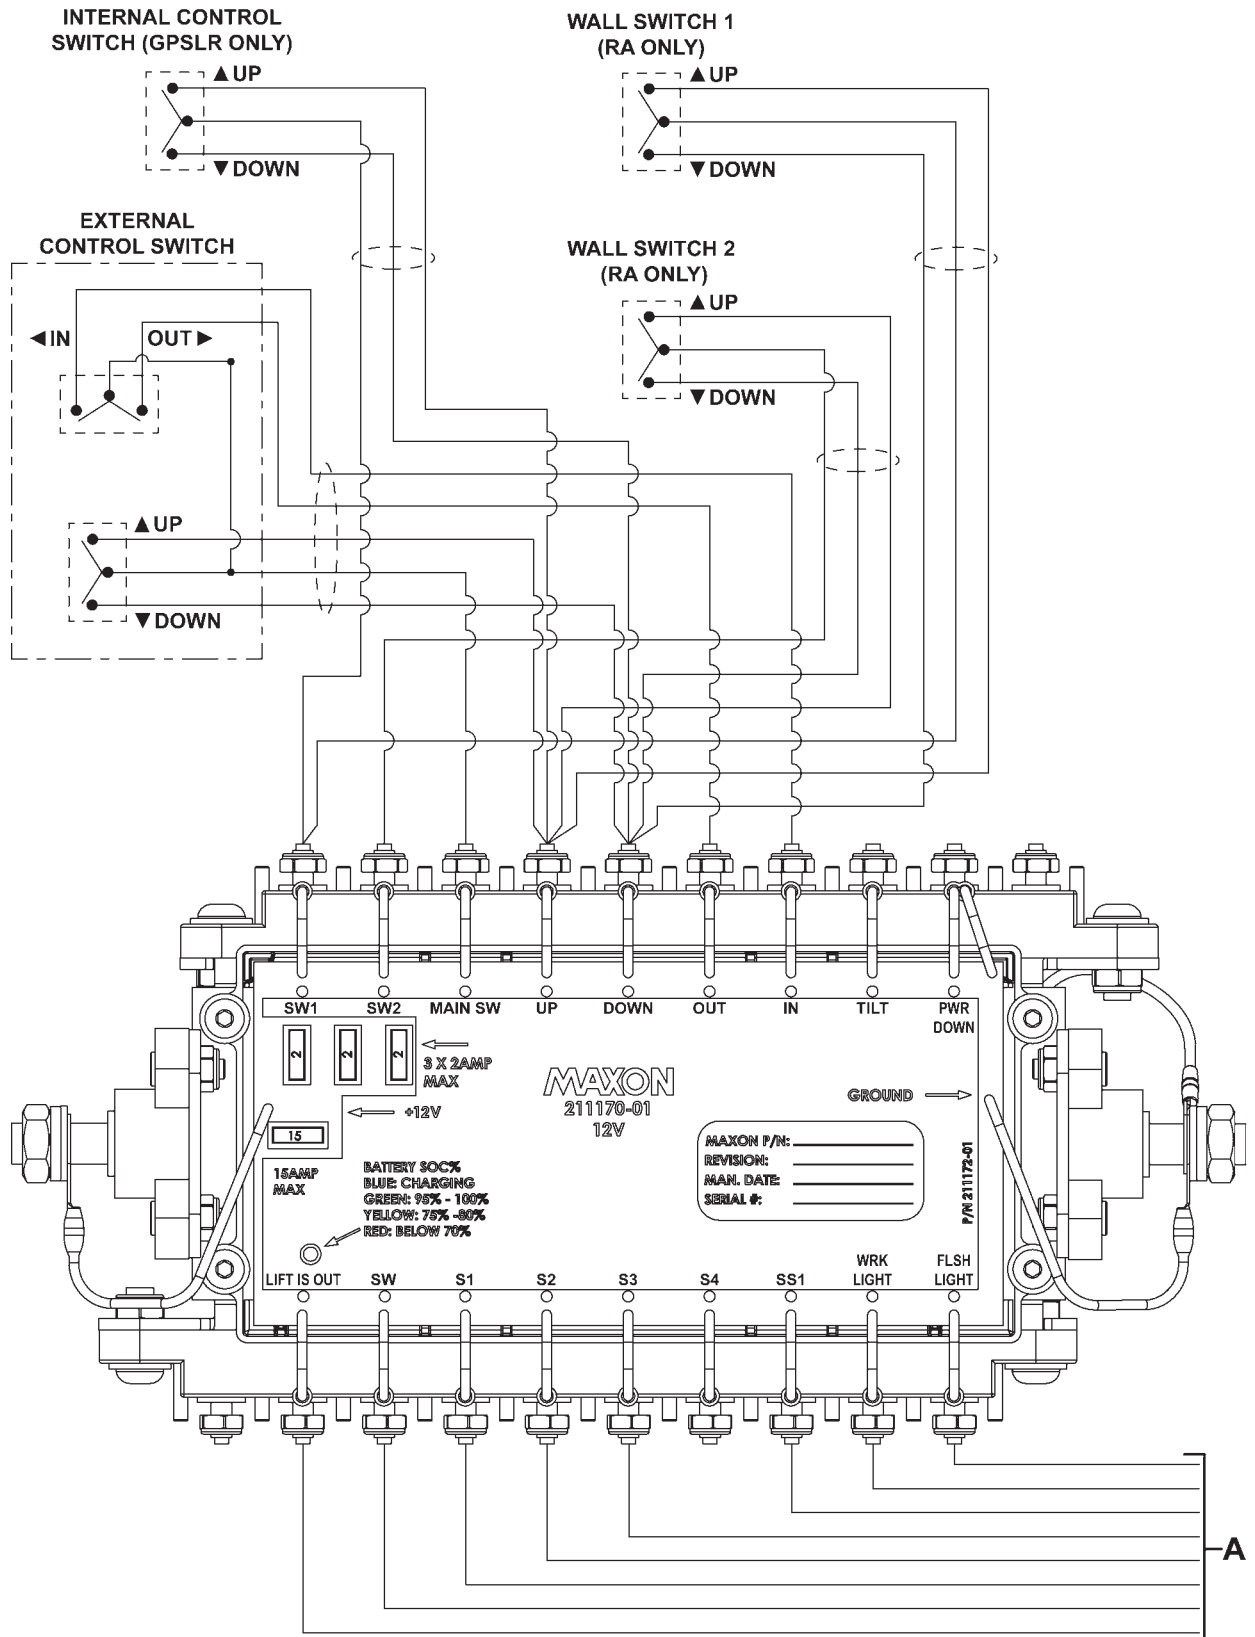 INTERNAL CONTROL
SWITCH (GPSLR ONLY)
▲UP
▼DOWN
WALL SWITCH 1
(RA ONLY)
▲UP
▼DOWN
EXTERNAL
CONTROL SWITCH
◄IN
OUT►
▲UP
▼DOWN
WALL SWITCH 2
(RA ONLY)
▲UP
▼DOWN
SW1
SW2
MAIN SW
UP
DOWN
OUT
IN
TILT
PWR
DOWN
2
2
2
3 X 2AMP
MAX
+12V
15
15AMP
MAX
MAXON
211170-01
12V
GROUND
BATTERY SOC%
BLUE: CHARGING
GREEN: 95% - 100%
YELLOW: 75% -80%
RED: BELOW 70%
MAXON P/N:
REVISION:
MAN. DATE:
SERIAL #:
P/N 211172-01
LIFT IS OUT
SW
S1
S2
S3
S4
SS1
WRK
LIGHT
FLSH
LIGHT
A